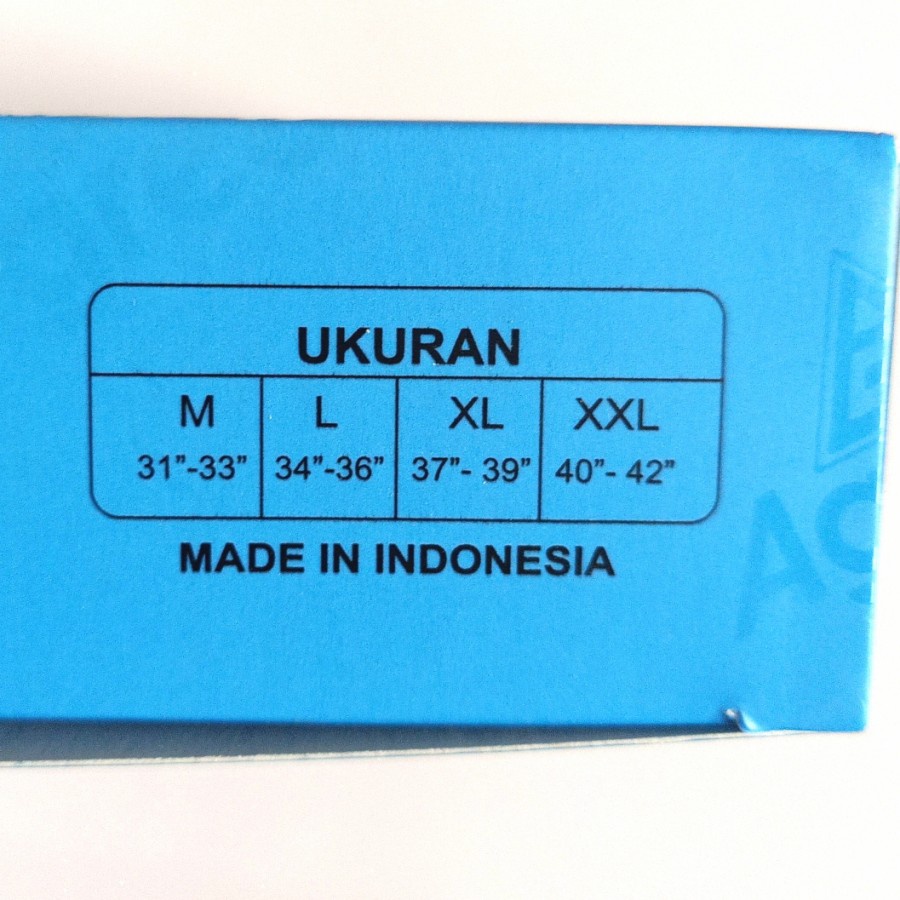 UKURAN
M L XL XXL
31”-33” 34”-36” 37”- 39” 40”- 42”
MADE IN INDONESIA